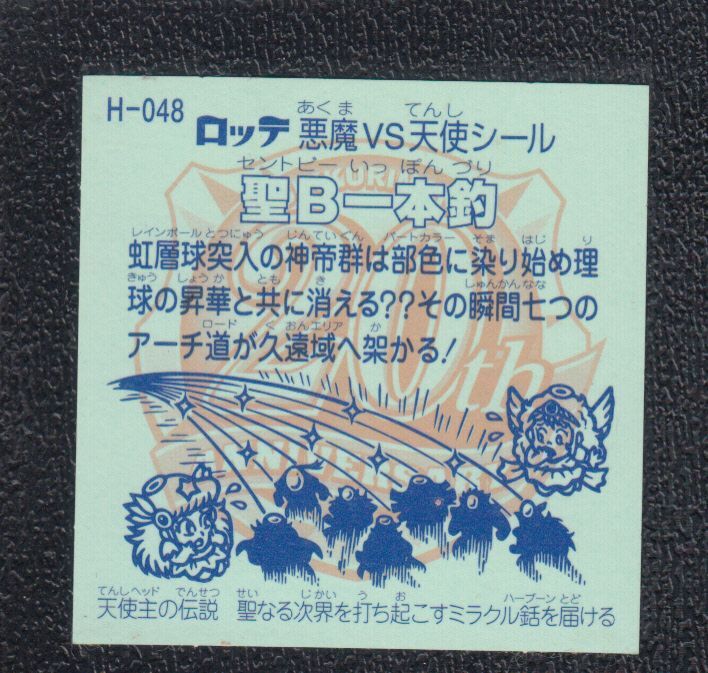 H-048
ロッテ 悪魔VS天使シール
あくま てんし
セントビー いっ ぽん づり
聖B一本釣
レインボール とつにゅう じんていぐん パートカラー そま はじ り
虹層球突入の神帝群は部色に染り始め理
きゅう しょうか とも き しゅんかん なな
球の昇華と共に消える??その瞬間七つの
ロード く おんエリア か
アーチ道が久遠域へ架かる!
20th
ANNIVERSARY
てんしヘッド でんせつ せい じかい う お ハープーン とど
天使主の伝説 聖なる次界を打ち起こすミラクル銛を届ける